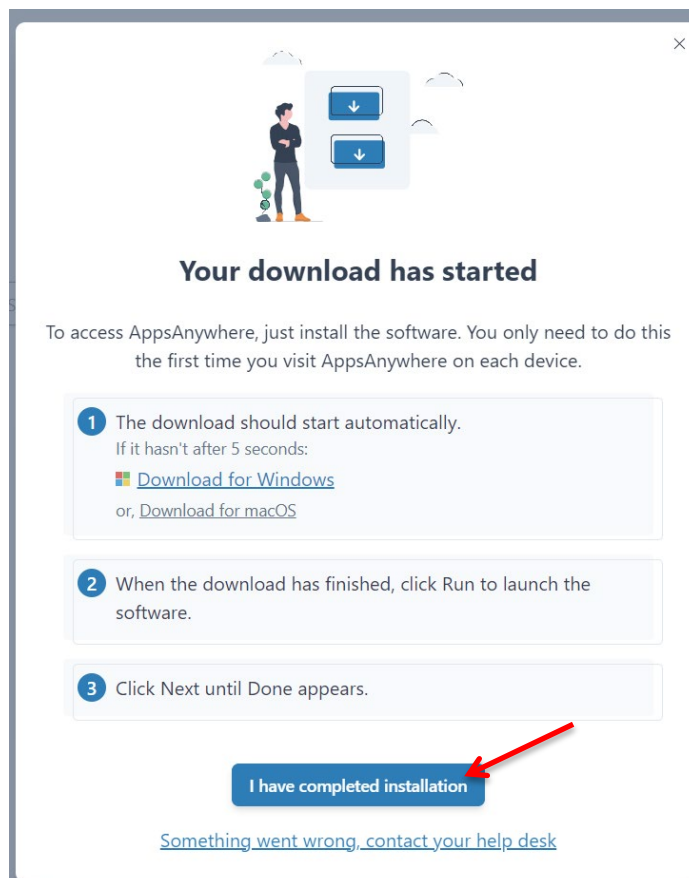 Your download has started
To access AppsAnywhere, just install the software. You only need to do this
the first time you visit AppsAnywhere on each device.
1 The download should start automatically.
If it hasn't after 5 seconds:
Download for Windows
or, Download for macOS
2 When the download has finished, click Run to launch the
software.
3 Click Next until Done appears.
I have completed installation
Something went wrong, contact your help desk